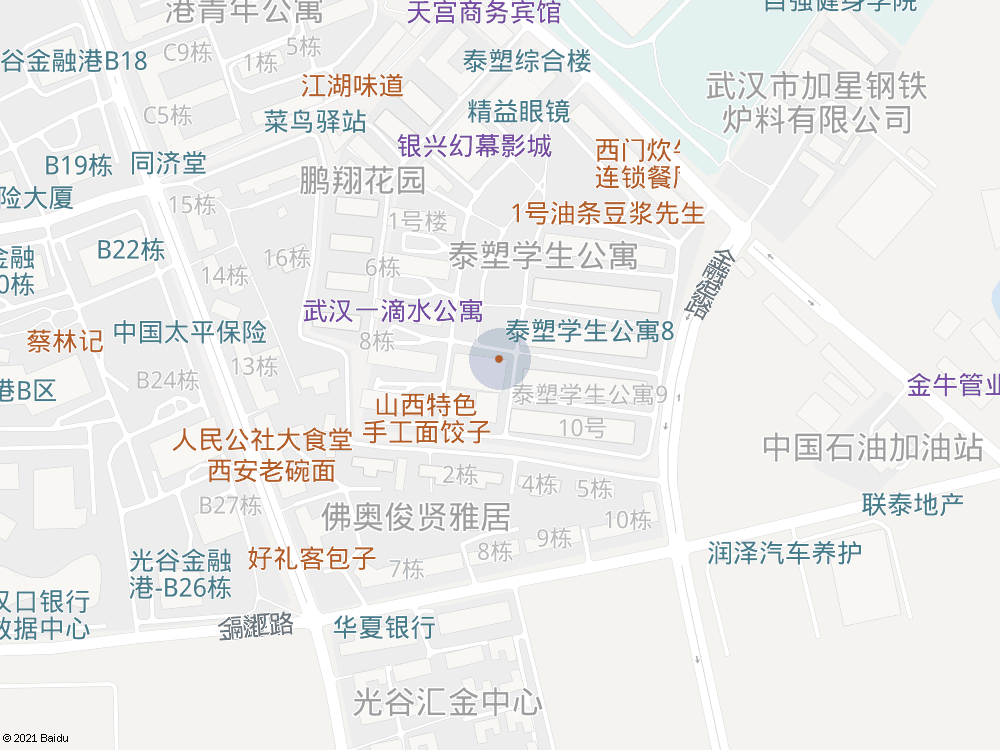 港青年公寓
天宫商务宾馆
自强健身学院
C9栋
5栋
1栋
谷金融港B18
泰塑综合楼
江湖味道
武汉市加星钢铁
炉料有限公司
C5栋
菜鸟驿站
精益眼镜
银兴幻幕影城
西门炊
连锁餐厅
B19栋
同济堂
鹏翔花园
险大厦
15栋
1号楼
1号油条豆浆先生
B22栋
16栋
泰塑学生公寓
金融
0栋
14栋
6栋
金融港路
武汉一滴水公寓
蔡林记
中国太平保险
8栋
泰塑学生公寓8
13栋
B24栋
港B区
泰塑学生公寓9
金牛管业
山西特色
手工面饺子
10号
人民公社大食堂
西安老碗面
中国石油加油站
2栋
4栋
5栋
B27栋
佛奥俊贤雅居
10栋
联泰地产
9栋
8栋
光谷金融
港-B26栋
好礼客包子
7栋
润泽汽车养护
汉口银行
数据中心
华夏银行
光谷汇金中心
© 2021 Baidu